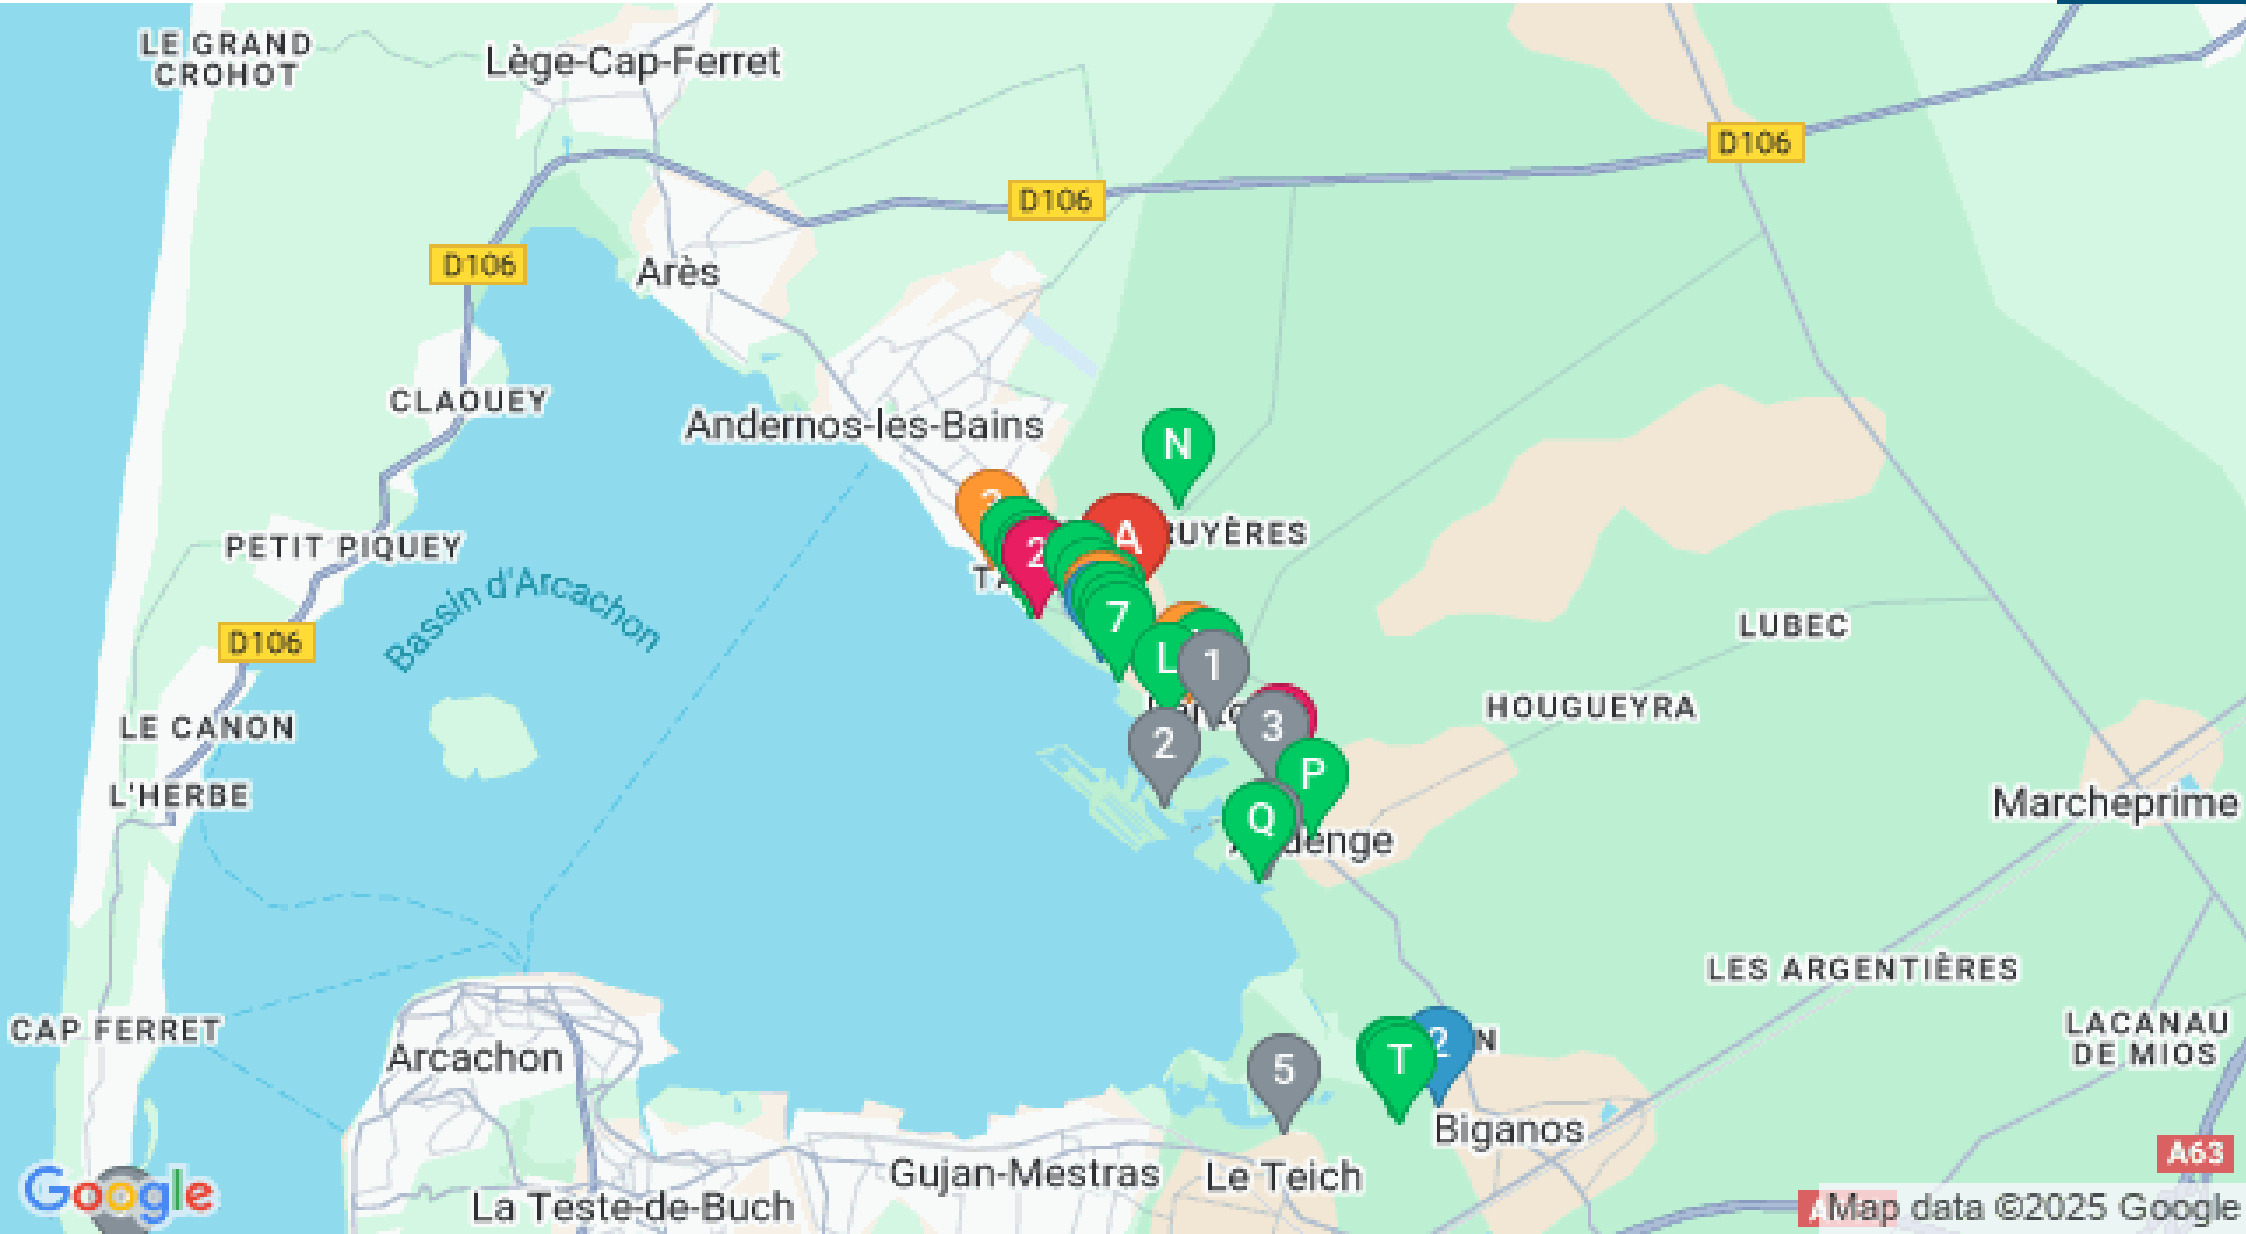 LE GRAND
CROHOT
Lège-Cap-Ferret
D106
D106
D106
Arès
CLAOUEY
Andernos-les-Bains
N
A
2
PETIT PIQUEY
Bassin d'Arcachon
D106
7
L
1
LUBEC
HOUGUEYRA
LE CANON
2
3
P
L'HERBE
Q
Marcheprime
LES ARGENTIÈRES
CAP FERRET
Arcachon
5
T
2
LACANAU
DE MIOS
Biganos
A63
Gujan-Mestras
Le Teich
La Teste-de-Buch
Google
Map data ©2025 Google